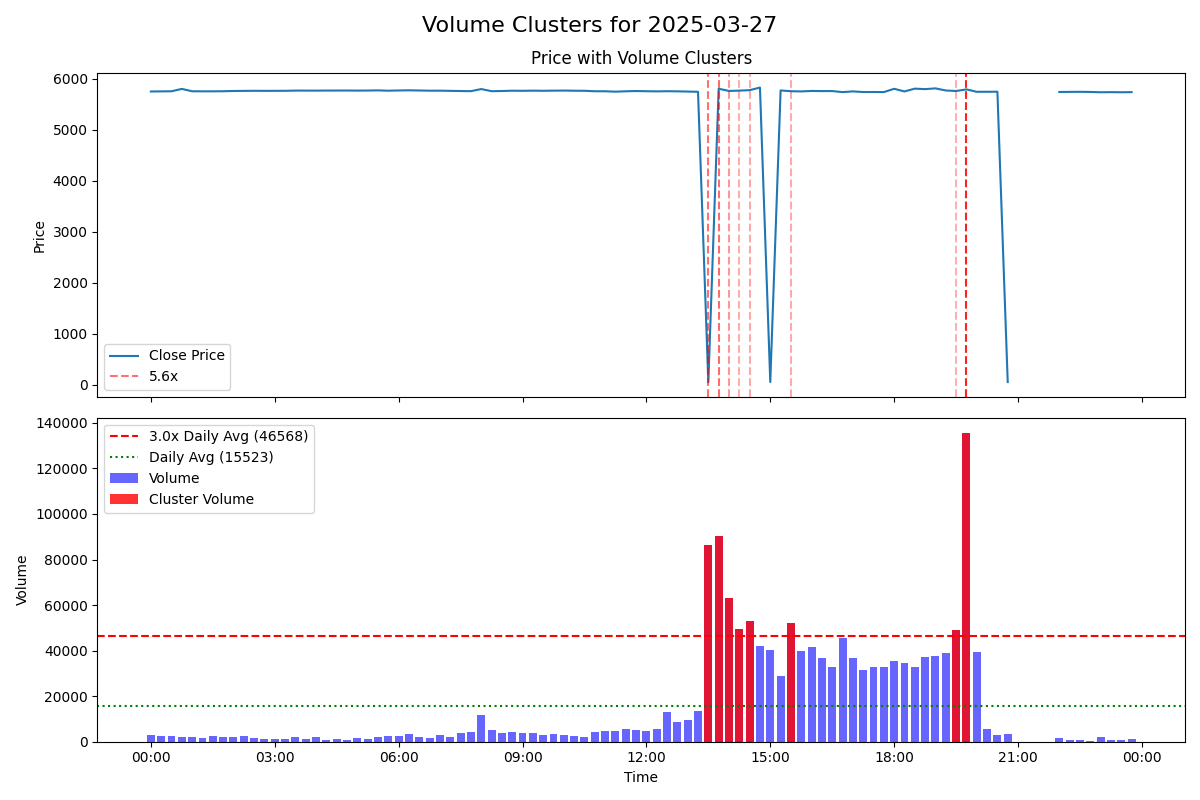 Volume Clusters for 2025-03-27
Price with Volume Clusters
6000
5000
4000
3000
2000
1000
0
Price
Close Price
5.6x
140000
120000
100000
80000
60000
40000
20000
0
Volume
3.0x Daily Avg (46568)
Daily Avg (15523)
Volume
Cluster Volume
00:00 03:00 06:00 09:00 12:00 15:00 18:00 21:00 00:00
Time